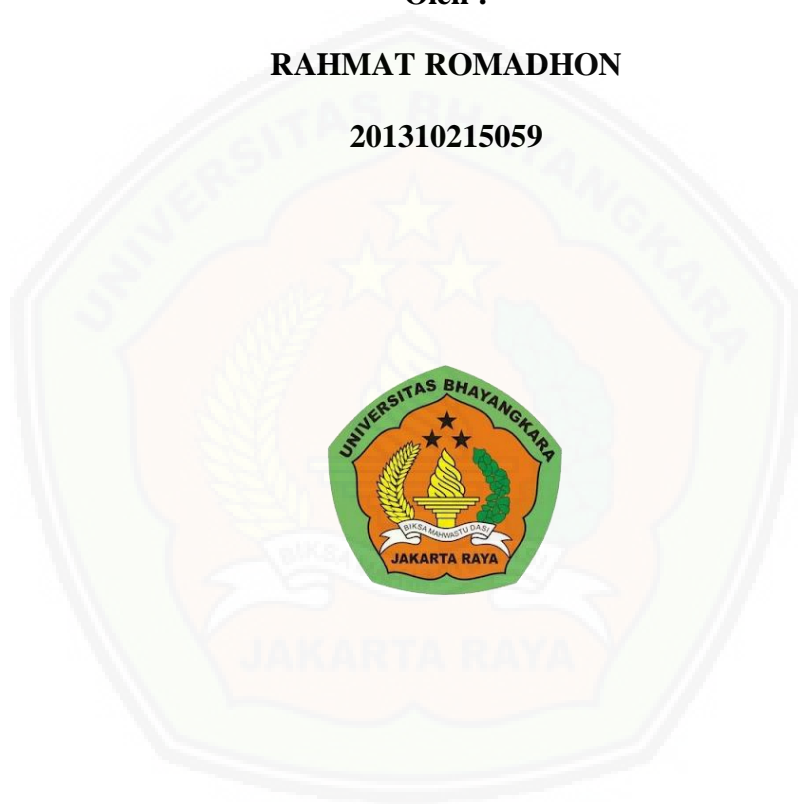 Oleh :
RAHMAT ROMADHON
201310215059
UNIVERSITAS BHAYANGKARA
BIKSA MAHWASTU DASI
JAKARTA RAYA